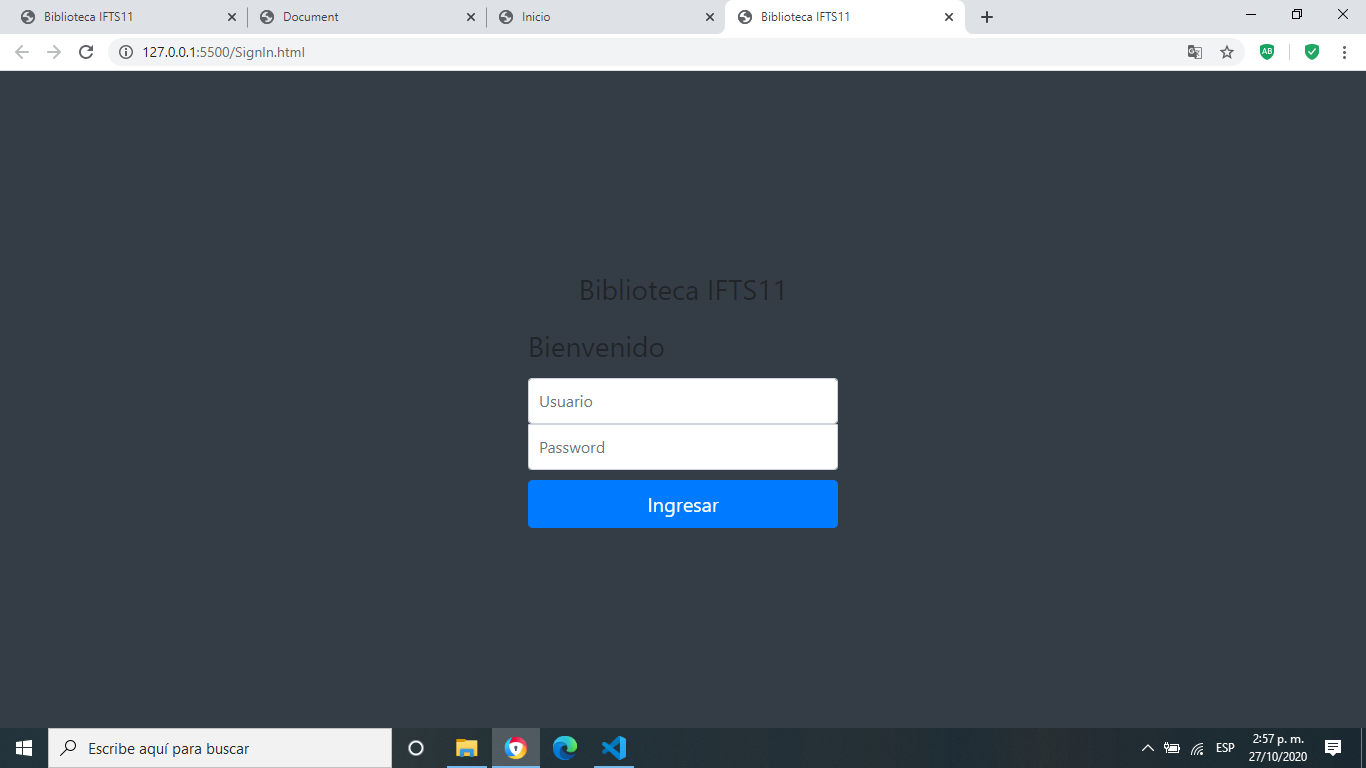 Biblioteca IFTS11
Document
Inicio
Biblioteca IFTS11
127.0.0.1:5500/SignIn.html
AB
Biblioteca IFTS11
Bienvenido
Usuario
Password
Ingresar
Escribe aquí para buscar
ESP
2:57 p. m.
27/10/2020